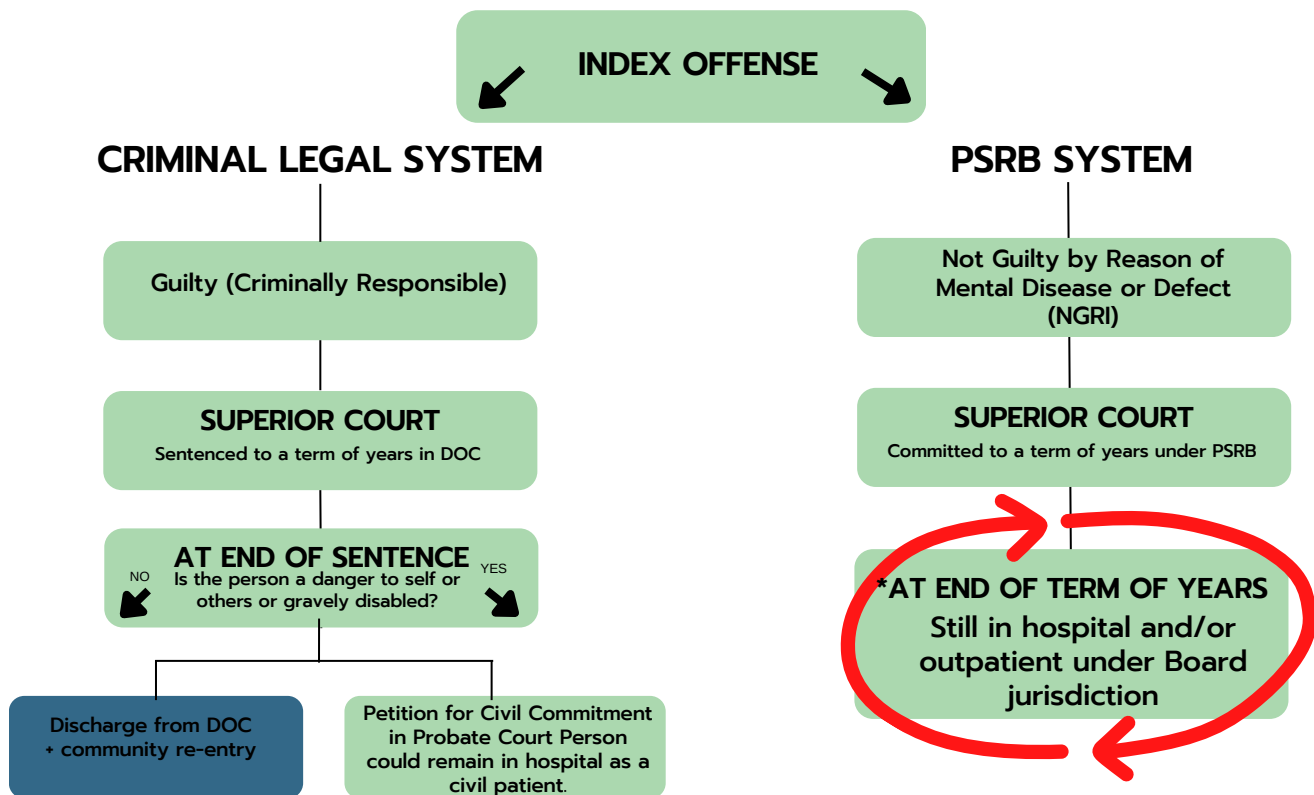 INDEX OFFENSE
CRIMINAL LEGAL SYSTEM
Guilty (Criminally Responsible)
SUPERIOR COURT
Sentenced to a term of years in DOC
AT END OF SENTENCE
NO
YES
Is the person a danger to self or
others or gravely disabled?
Discharge from DOC
+ community re-entry
Petition for Civil Commitment
in Probate Court Person
could remain in hospital as a
civil patient.
PSRB SYSTEM
Not Guilty by Reason of
Mental Disease or Defect
(NGRI)
SUPERIOR COURT
Committed to a term of years under PSRB
*AT END OF TERM OF YEARS
Still in hospital and/or
outpatient under Board
jurisdiction